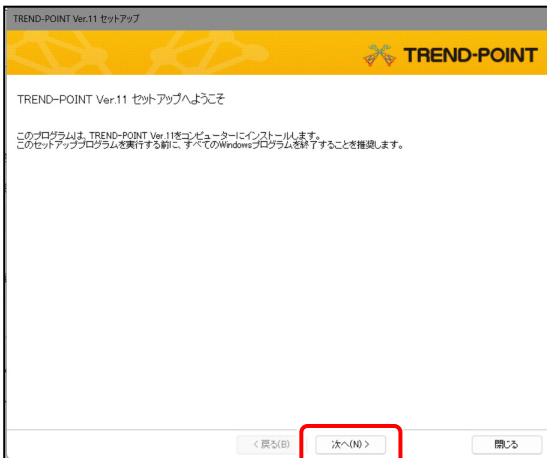 TREND-POINT Ver.11 セットアップ
TREND-POINT
TREND-POINT Ver.11 セットアップへようこそ
このプログラムは、TREND-POINT Ver.11をコンピューターにインストールします。
このセットアッププログラムを実行する前に、すべてのWindowsプログラムを終了することを推奨します。
< 戻る(B)
次へ(N) >
閉じる